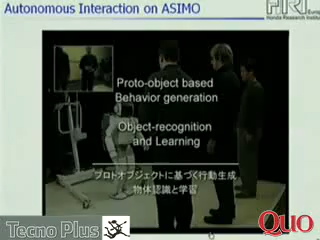 Autonomous Interaction on ASIMO
HRI Europe
Honda Research Institute
Proto-object based
Behavior generation
Object-recognition
and Learning
プロトオブジェクトに基づく行動生成
物体認識と学習
Tecno Plus
QUO